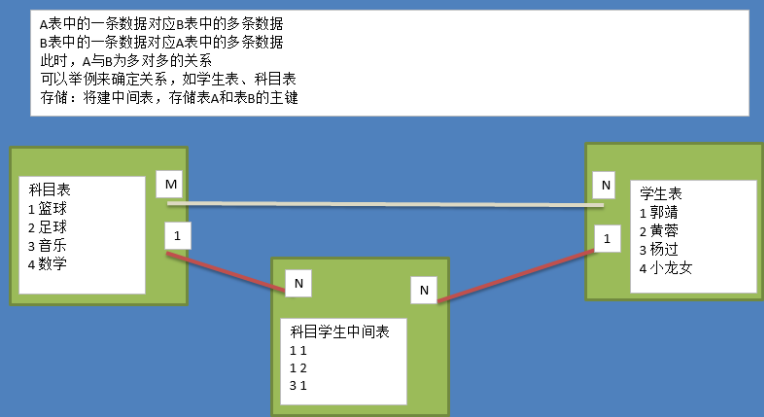 A表中的一条数据对应B表中的多条数据
B表中的一条数据对应A表中的多条数据
此时，A与B为多对多的关系
可以举例来确定关系，如学生表、科目表
存储：将建中间表，存储表A和表B的主键
M
科目表
1 篮球
2 足球
3 音乐
4 数学
1
N
学生表
1 郭靖
2 黄蓉
3 杨过
4 小龙女
1
N
N
科目学生中间表
1 1
1 2
3 1